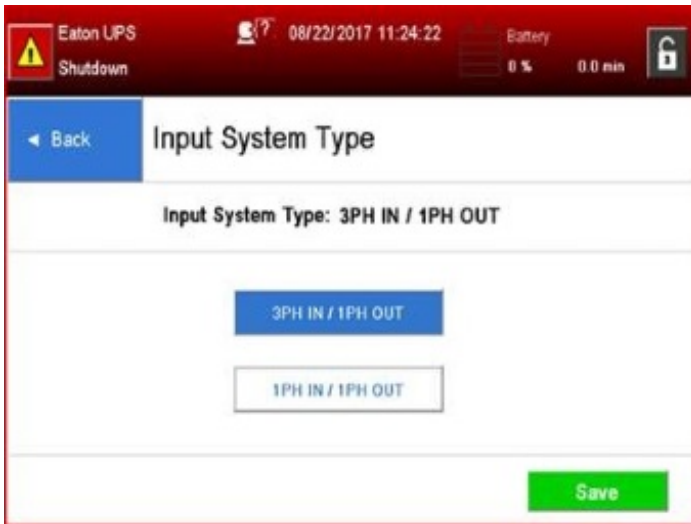 Eaton UPS
Shutdown
08/22/2017 11:24:22
Battery
0 % 0.0 min
◄ Back
Input System Type
Input System Type: 3PH IN / 1PH OUT
3PH IN / 1PH OUT
1PH IN / 1PH OUT
Save